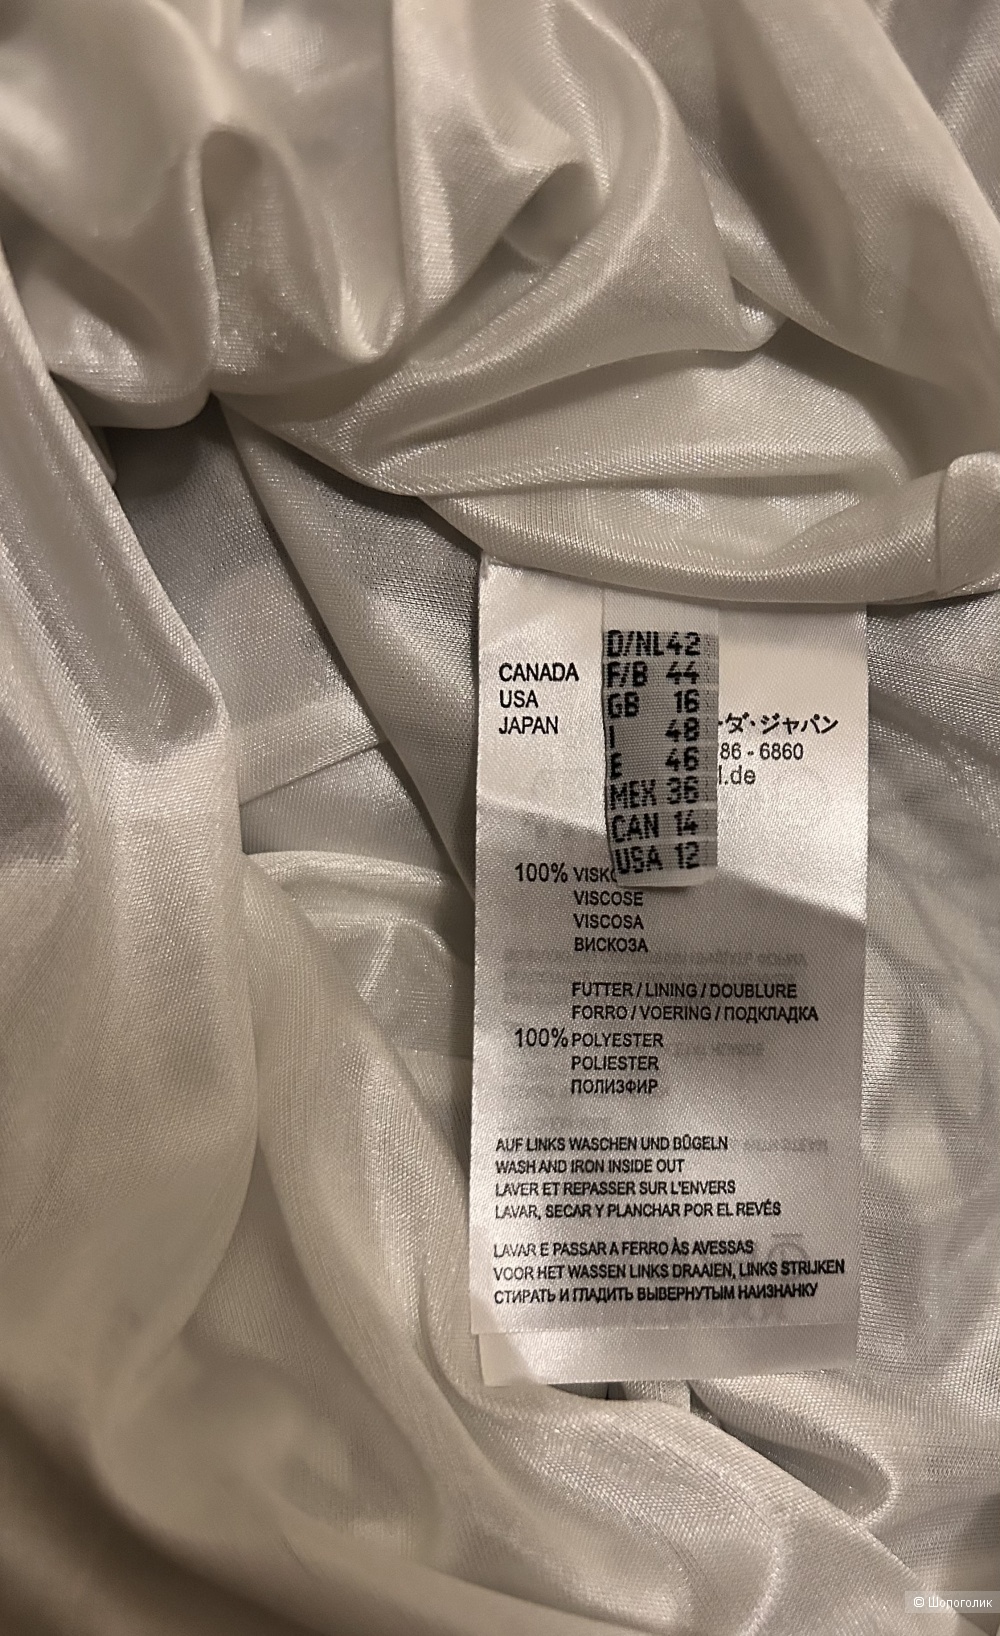 D/NL 42
F/B 44
GB 16
I 48
E 46
MEX 36
CAN 14
USA 12
CANADA
USA
JAPAN
ダ・ジャパン
86 - 6860
l.de
100%
VISCOSE
VISCOSA
ВИСКОЗА
FUTTER / LINING / DOUBLURE
FORRO / VOERING / ПОДКЛАДКА
100% POLYESTER
POLIESTER
ПОЛИЭФИР
AUF LINKS WASCHEN UND BÜGELN
WASH AND IRON INSIDE OUT
LAVER ET REPASSER SUR L'ENVERS
LAVAR, SECAR Y PLANCHAR POR EL REVÉS
LAVAR E PASSAR A FERRO ÀS AVESSAS
VOOR HET WASSEN LINKS DRAAIEN, LINKS STRIJKEN
СТИРАТЬ И ГЛАДИТЬ ВЫВЕРНУТЫМ НАИЗНАНКУ
© Шопоголик